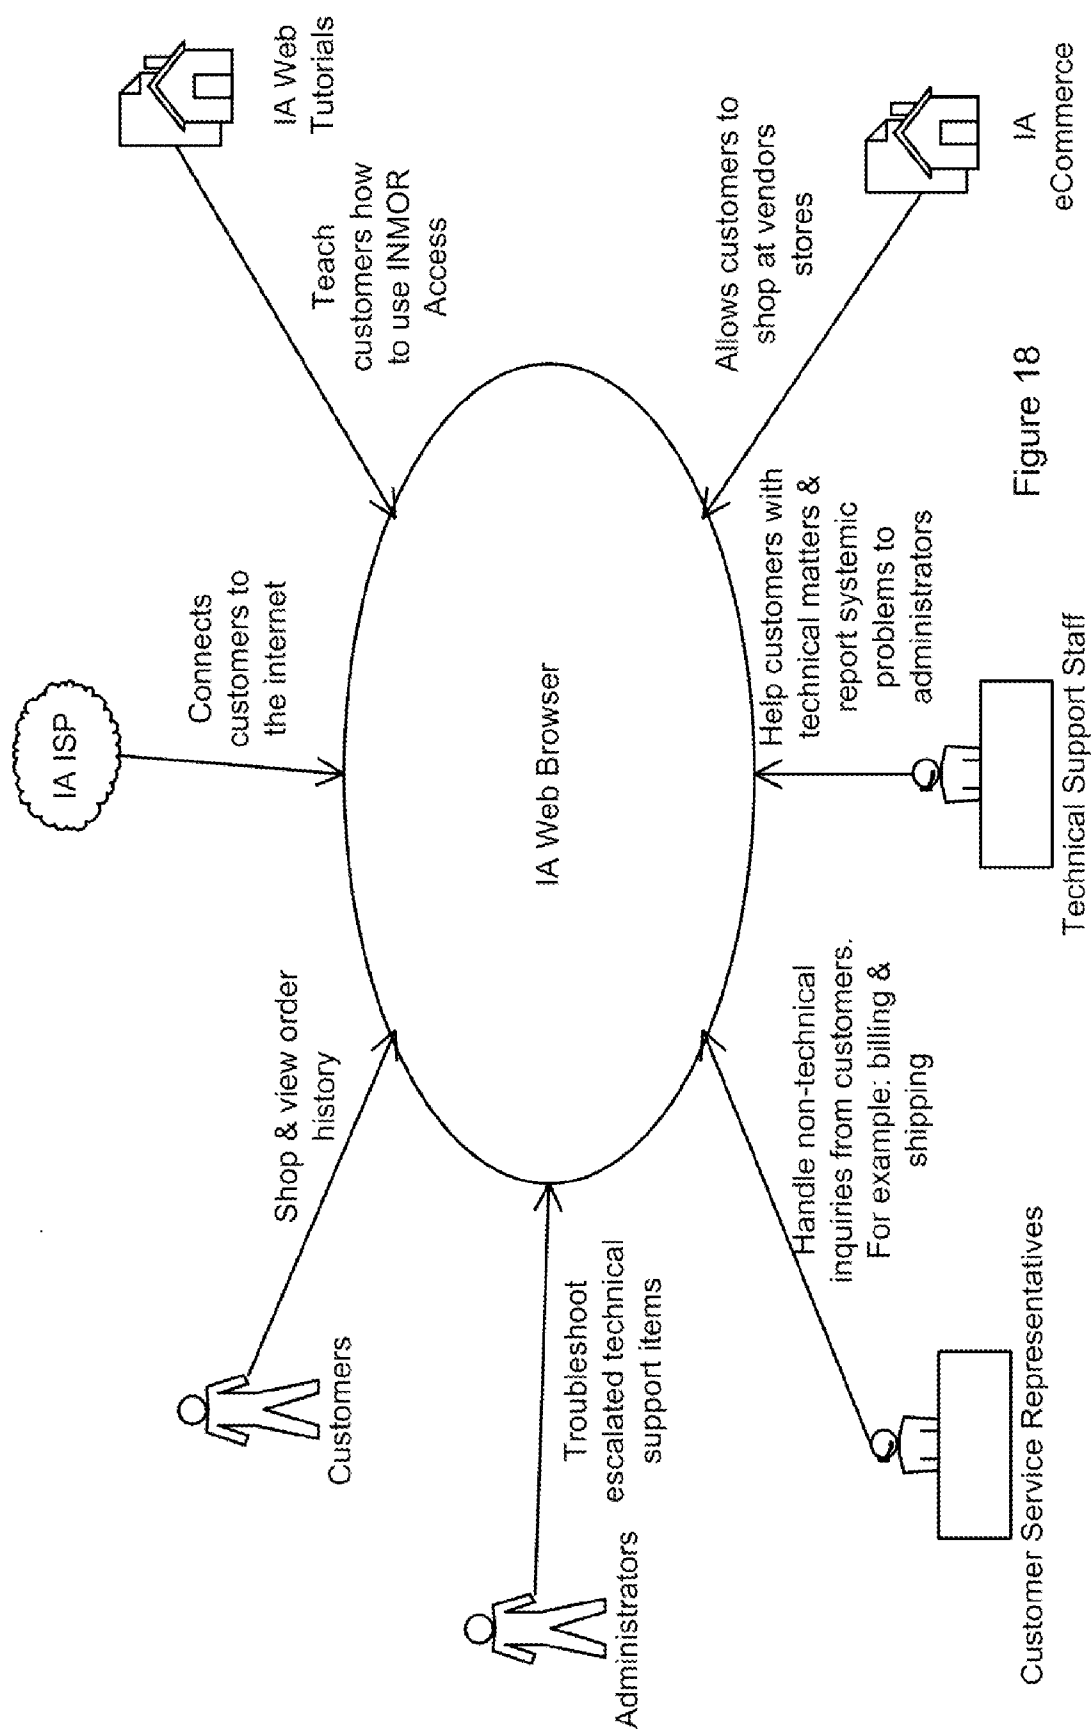 IA ISP
Connects
customers to
the internet
IA Web
Tutorials
Teach
customers how
to use INMOR
Access
Customers
Shop & view order
history
IA Web Browser
Administrators
Troubleshoot
escalated technical
support items
Allows customers to
shop at vendors
stores
IA
eCommerce
Help customers with
technical matters &
report systemic
problems to
administrators
Technical Support Staff
Handle non-technical
inquiries from customers.
For example: billing &
shipping
Customer Service Representatives
Figure 18